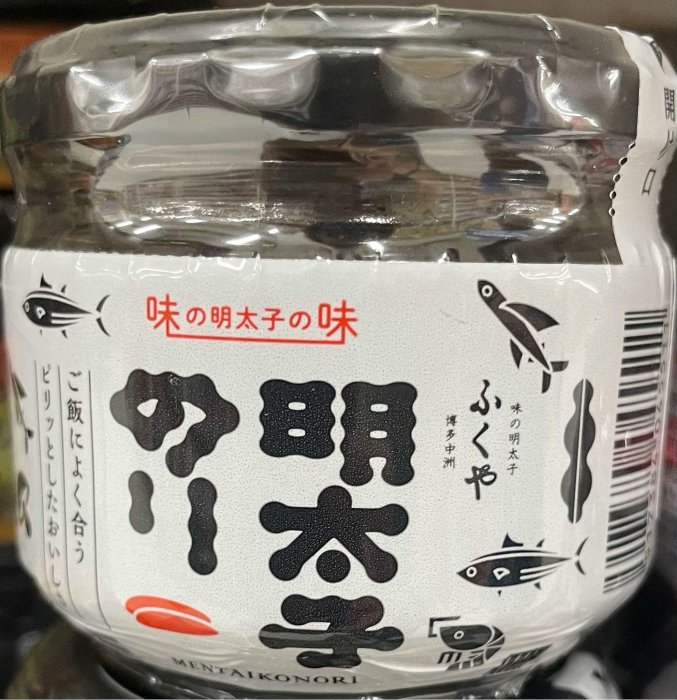 味の明太子の味
明太子
のり
味の明太子
ふくや
博多中洲
ご飯によく合う
ピリッとしたおいし
MENTAIKONORI
開
口